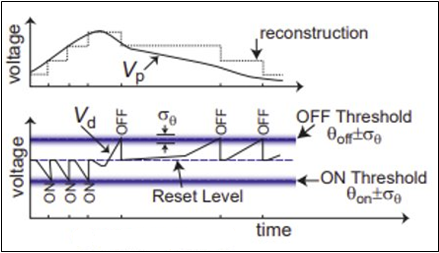 voltage
reconstruction
Vp
Vd
OFF
σθ
OFF
OFF
OFF Threshold
θoff±σθ
voltage
ON
ON
ON
Reset Level
ON Threshold
θon±σθ
time